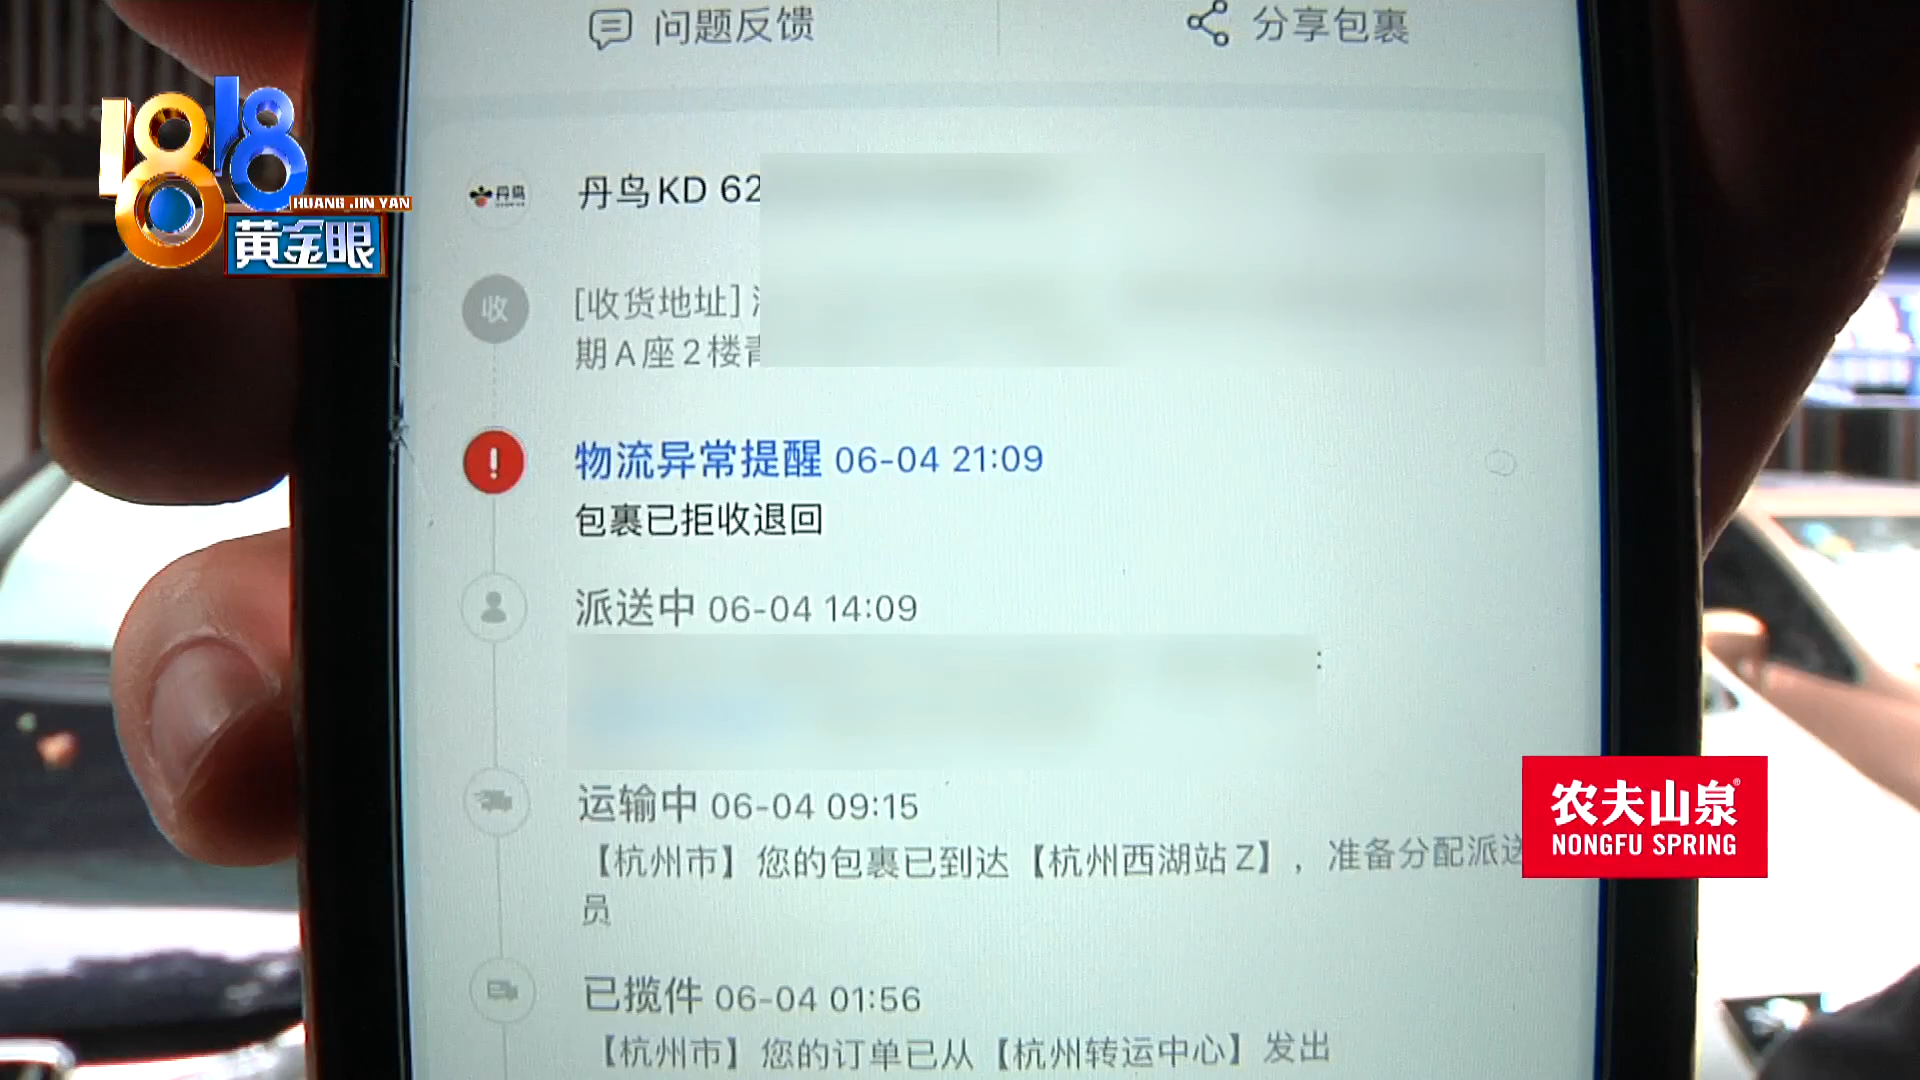 问题反馈
分享包裹
1818
HUANG JIN YAN
黄金眼
丹鸟
丹鸟KD 62
收
[收货地址]
期A座2楼
物流异常提醒 06-04 21:09
包裹已拒收退回
派送中 06-04 14:09
:
运输中 06-04 09:15
【杭州市】您的包裹已到达【杭州西湖站Z】，准备分配派送
员
农夫山泉®
NONGFU SPRING
已揽件 06-04 01:56
【杭州市】您的订单已从【杭州转运中心】发出